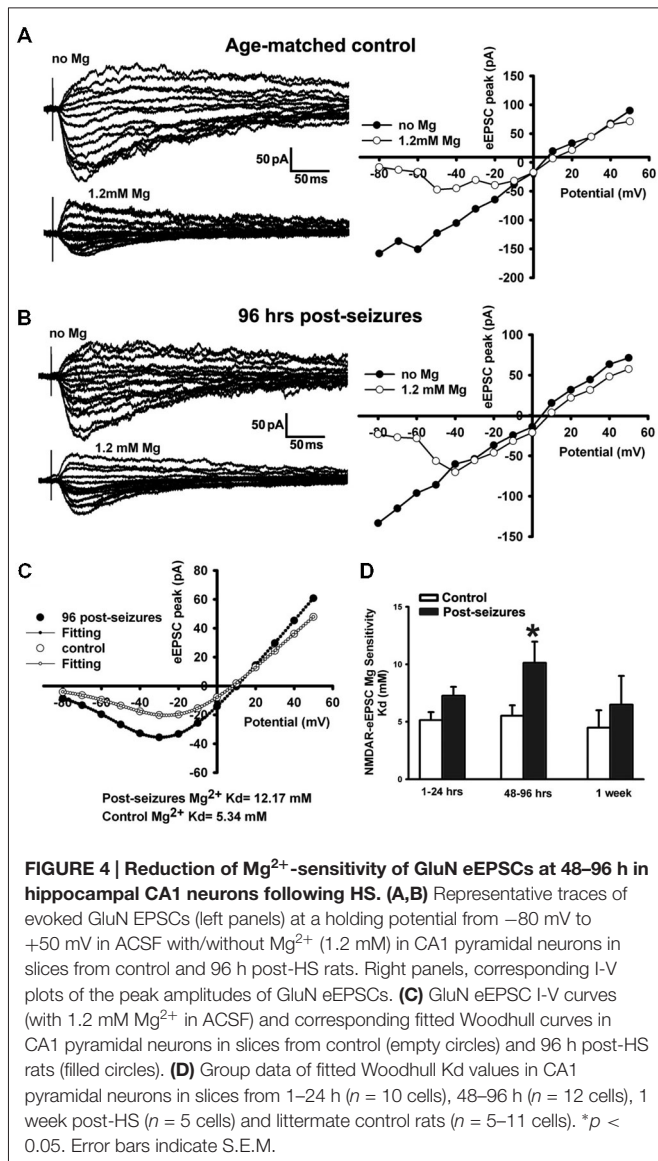 A
Age-matched control
no Mg
50 pA
50 ms
1.2mM Mg
eEPSC peak (pA)
150
100
50
0
-50
-100
-150
-200
no Mg
1.2mM Mg
-80 -60 -40 -20 0 20 40 60
Potential (mV)
B
96 hrs post-seizures
no Mg
50 pA
50 ms
1.2 mM Mg
eEPSC peak (pA)
100
50
0
-50
-100
-150
no Mg
1.2 mM Mg
-80 -60 -40 -20 0 20 40 60
Potential (mV)
C
eEPSC peak (pA)
80
60
40
20
0
-20
-40
-60
96 post-seizures
Fitting
control
Fitting
-80 -60 -40 -20 0 20 40 60
Potential (mV)
Post-seizures Mg²⁺ Kd= 12.17 mM
Control Mg²⁺ Kd= 5.34 mM
D
Control
Post-seizures
NMDAR-eEPSC Mg Sensitivity
Kd (mM)
15
10
5
0
*
1-24 hrs 48-96 hrs 1 week
FIGURE 4 | Reduction of Mg²⁺-sensitivity of GluN eEPSCs at 48–96 h in
hippocampal CA1 neurons following HS. (A,B) Representative traces of
evoked GluN EPSCs (left panels) at a holding potential from −80 mV to
+50 mV in ACSF with/without Mg²⁺ (1.2 mM) in CA1 pyramidal neurons in
slices from control and 96 h post-HS rats. Right panels, corresponding I-V
plots of the peak amplitudes of GluN eEPSCs. (C) GluN eEPSC I-V curves
(with 1.2 mM Mg²⁺ in ACSF) and corresponding fitted Woodhull curves in
CA1 pyramidal neurons in slices from control (empty circles) and 96 h post-HS
rats (filled circles). (D) Group data of fitted Woodhull Kd values in CA1
pyramidal neurons in slices from 1–24 h (n = 10 cells), 48–96 h (n = 12 cells), 1
week post-HS (n = 5 cells) and littermate control rats (n = 5–11 cells). *p <
0.05. Error bars indicate S.E.M.